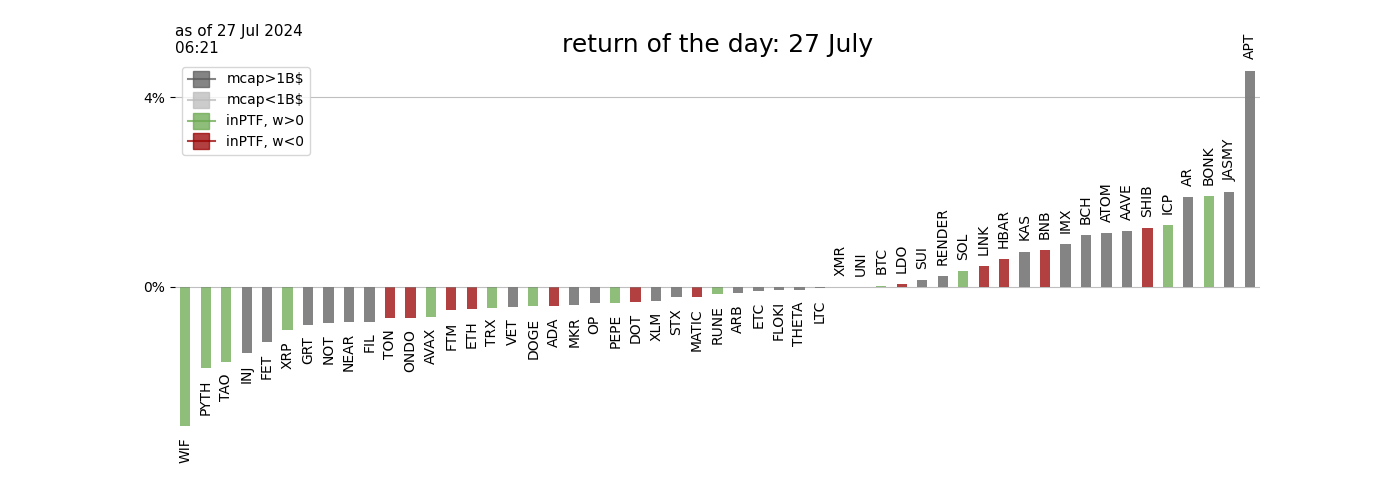 as of 27 Jul 2024
06:21
return of the day: 27 July
mcap>1B$
mcap<1B$
inPTF, w>0
inPTF, w<0
4%
0%
WIF
PYTH
TAO
INJ
FET
XRP
GRT
NOT
NEAR
FIL
TON
ONDO
AVAX
FTM
ETH
TRX
VET
DOGE
ADA
MKR
OP
PEPE
DOT
XLM
STX
MATIC
RUNE
ARB
ETC
FLOKI
THETA
LTC
XMR
UNI
BTC
LDO
SUI
RENDER
SOL
LINK
HBAR
KAS
BNB
IMX
BCH
ATOM
AAVE
SHIB
ICP
AR
BONK
JASMY
APT